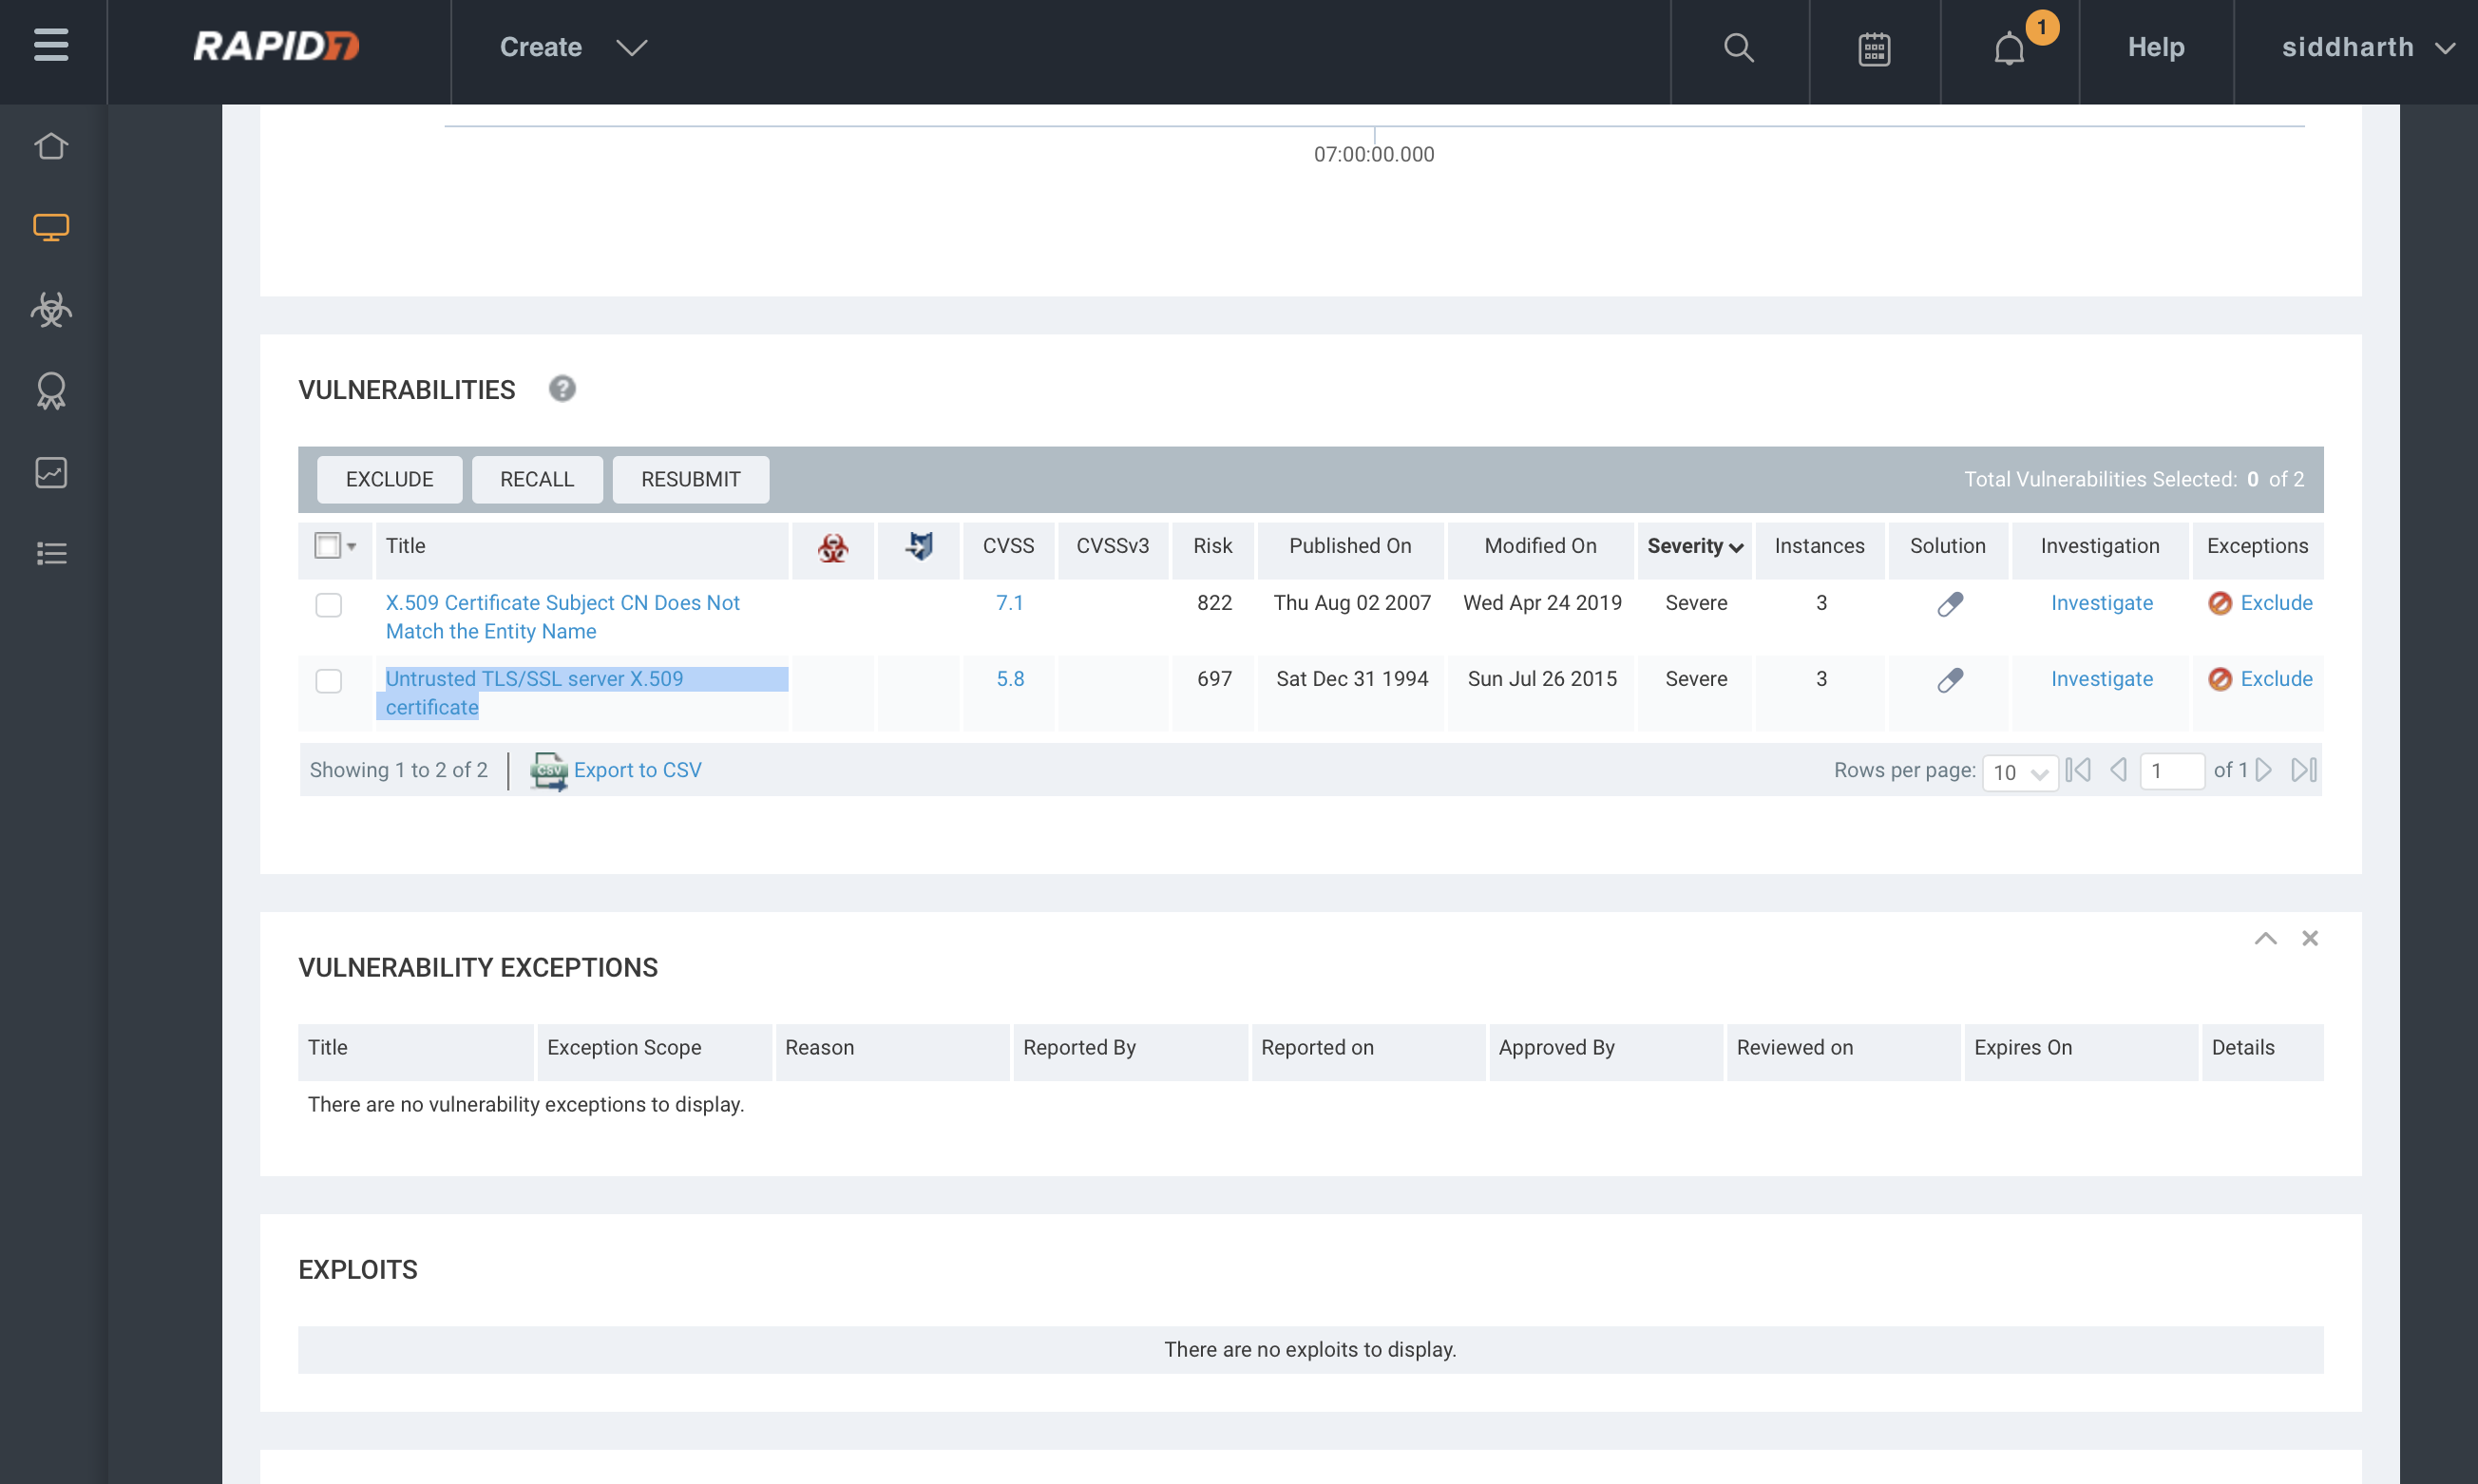 RAPID7 Create 1 Help siddharth
07:00:00.000
VULNERABILITIES ?
EXCLUDE RECALL RESUBMIT Total Vulnerabilities Selected: 0 of 2
Title CVSS CVSSv3 Risk Published On Modified On Severity Instances Solution Investigation Exceptions
X.509 Certificate Subject CN Does Not 7.1 822 Thu Aug 02 2007 Wed Apr 24 2019 Severe 3 Investigate Exclude
Match the Entity Name
Untrusted TLS/SSL server X.509 5.8 697 Sat Dec 31 1994 Sun Jul 26 2015 Severe 3 Investigate Exclude
certificate
Showing 1 to 2 of 2 CSV Export to CSV Rows per page: 10 1 of 1
VULNERABILITY EXCEPTIONS
Title Exception Scope Reason Reported By Reported on Approved By Reviewed on Expires On Details
There are no vulnerability exceptions to display.
EXPLOITS
There are no exploits to display.